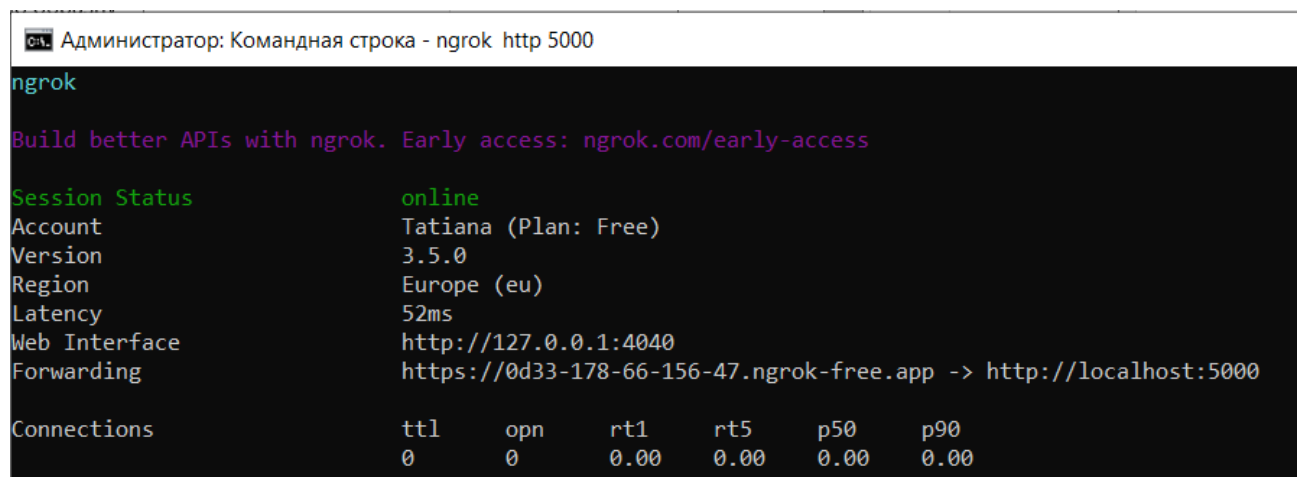 Администратор: Командная строка - ngrok http 5000
ngrok
Build better APIs with ngrok. Early access: ngrok.com/early-access
Session Status online
Account Tatiana (Plan: Free)
Version 3.5.0
Region Europe (eu)
Latency 52ms
Web Interface http://127.0.0.1:4040
Forwarding https://0d33-178-66-156-47.ngrok-free.app -> http://localhost:5000
Connections ttl opn rt1 rt5 p50 p90
0 0 0.00 0.00 0.00 0.00